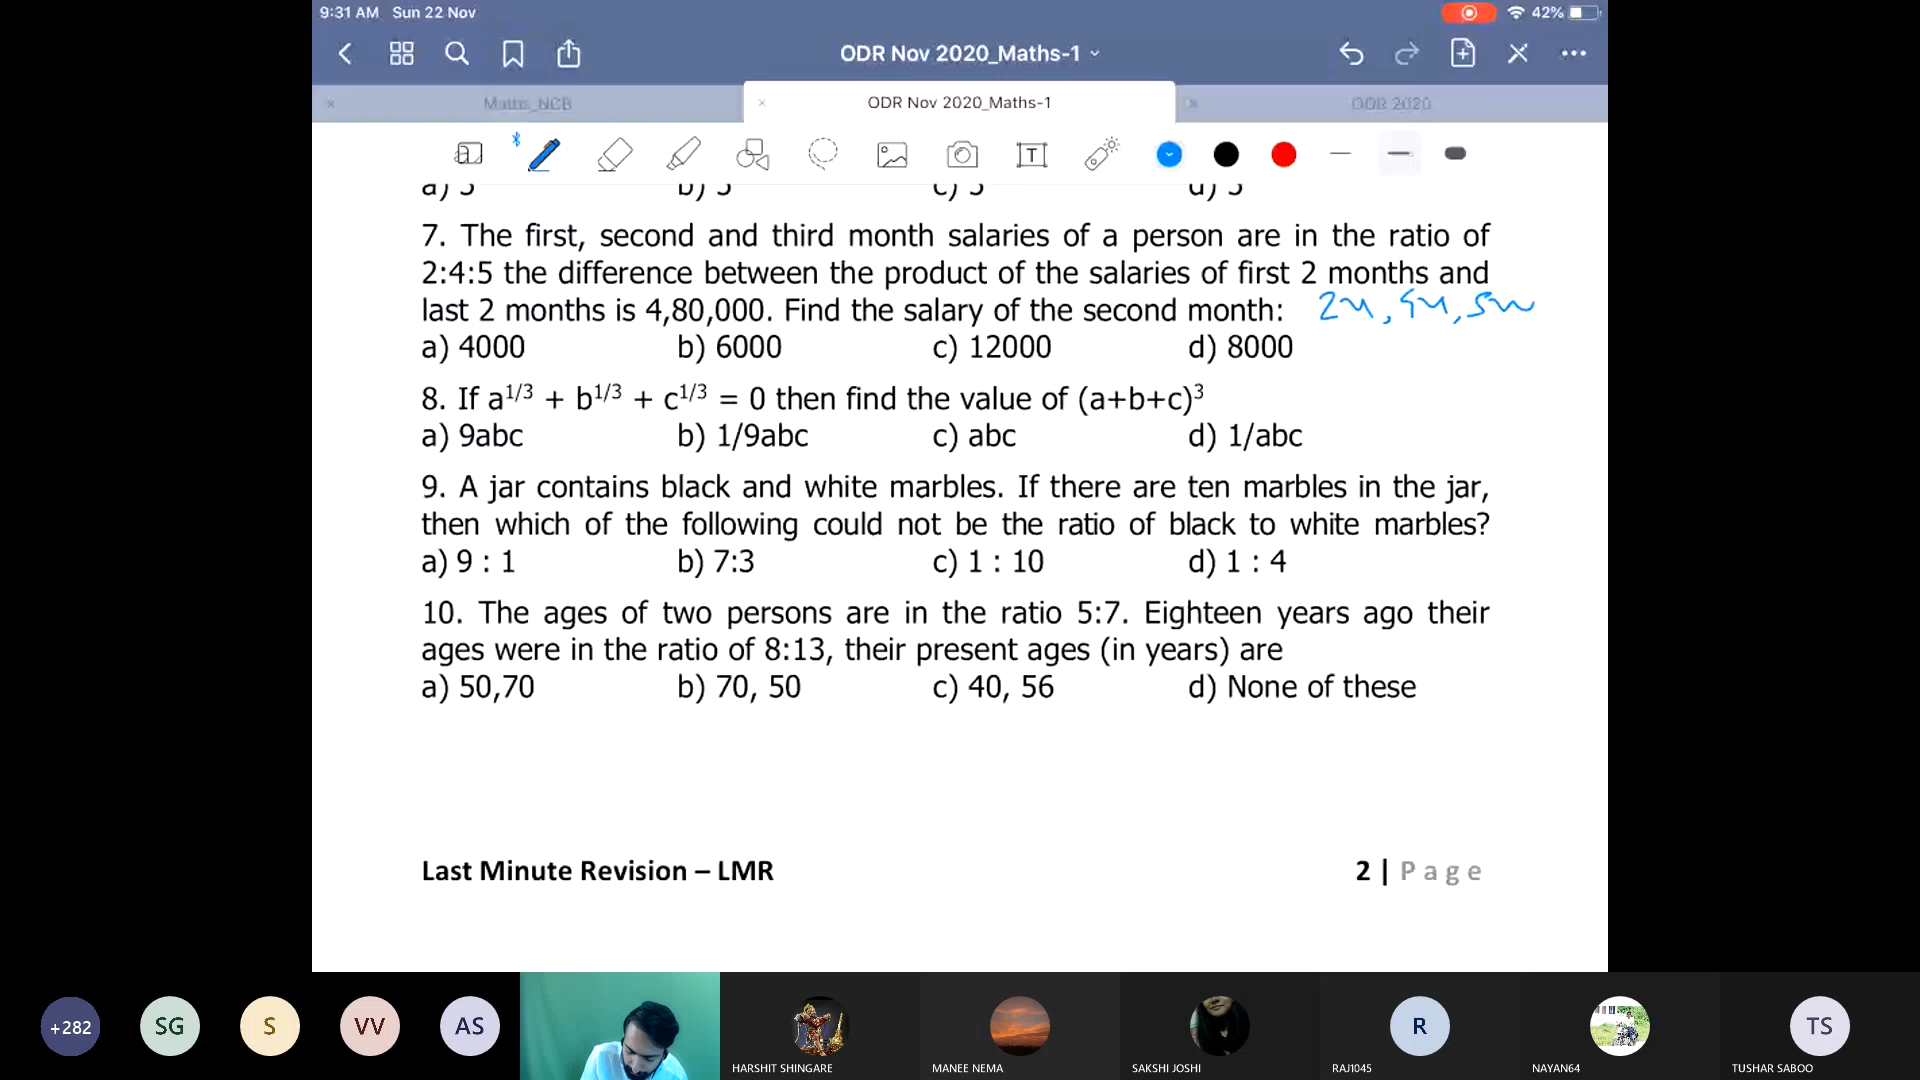 9:31 AM Sun 22 Nov
42%
ODR Nov 2020_Maths-1
Maths_NCB
ODR Nov 2020_Maths-1
ODR 2020
7. The first, second and third month salaries of a person are in the ratio of
2:4:5 the difference between the product of the salaries of first 2 months and
last 2 months is 4,80,000. Find the salary of the second month: 2x, 4x, 5x
a) 4000 b) 6000 c) 12000 d) 8000
8. If a^1/3 + b^1/3 + c^1/3 = 0 then find the value of (a+b+c)^3
a) 9abc b) 1/9abc c) abc d) 1/abc
9. A jar contains black and white marbles. If there are ten marbles in the jar,
then which of the following could not be the ratio of black to white marbles?
a) 9 : 1 b) 7:3 c) 1 : 10 d) 1 : 4
10. The ages of two persons are in the ratio 5:7. Eighteen years ago their
ages were in the ratio of 8:13, their present ages (in years) are
a) 50,70 b) 70, 50 c) 40, 56 d) None of these
Last Minute Revision – LMR 2 | Page
+282 SG S VV AS R TS
HARSHIT SHINGARE MANEE NEMA SAKSHI JOSHI RAJ1045 NAYAN64 TUSHAR SABOO